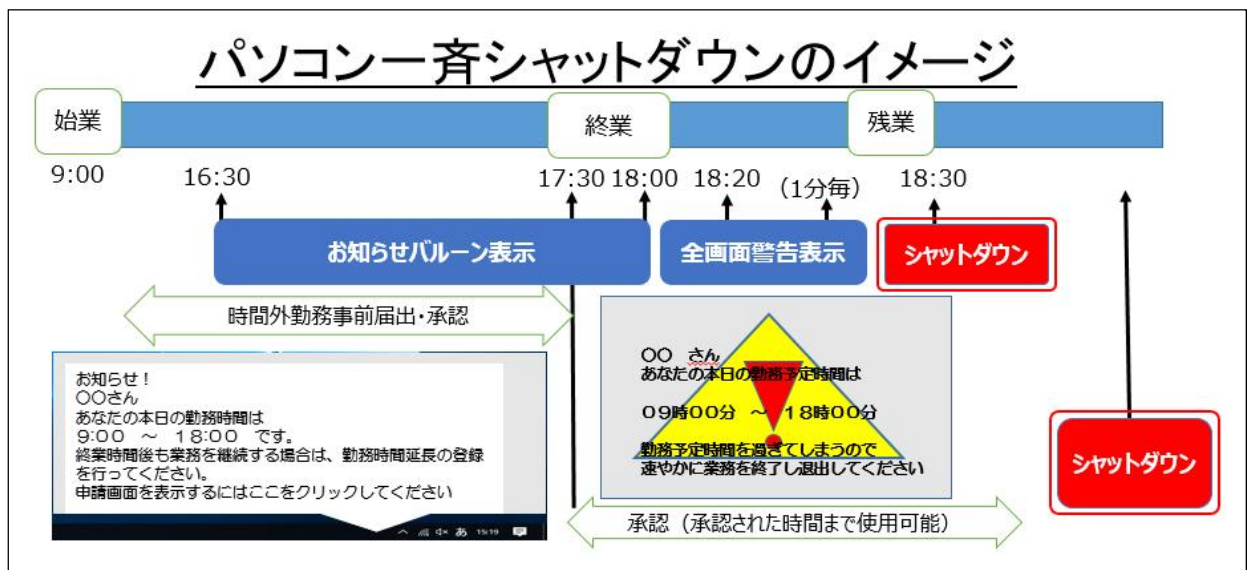 パソコン一斉シャットダウンのイメージ
始業
終業
残業
9:00
16:30
17:30
18:00
18:20
(1分毎)
18:30
お知らせバルーン表示
全画面警告表示
シャットダウン
時間外勤務事前届出・承認
お知らせ!
○○さん
あなたの本日の勤務時間は
9:00 ~ 18:00 です。
終業時間後も業務を継続する場合は、勤務時間延長の登録
を行ってください。
申請画面を表示するにはここをクリックしてください
あ 15:19
○○ さん
あなたの本日の勤務予定時間は
09時00分 ~ 18時00分
勤務予定時間を過ぎてしまうので
速やかに業務を終了し退出してください
シャットダウン
承認(承認された時間まで使用可能)